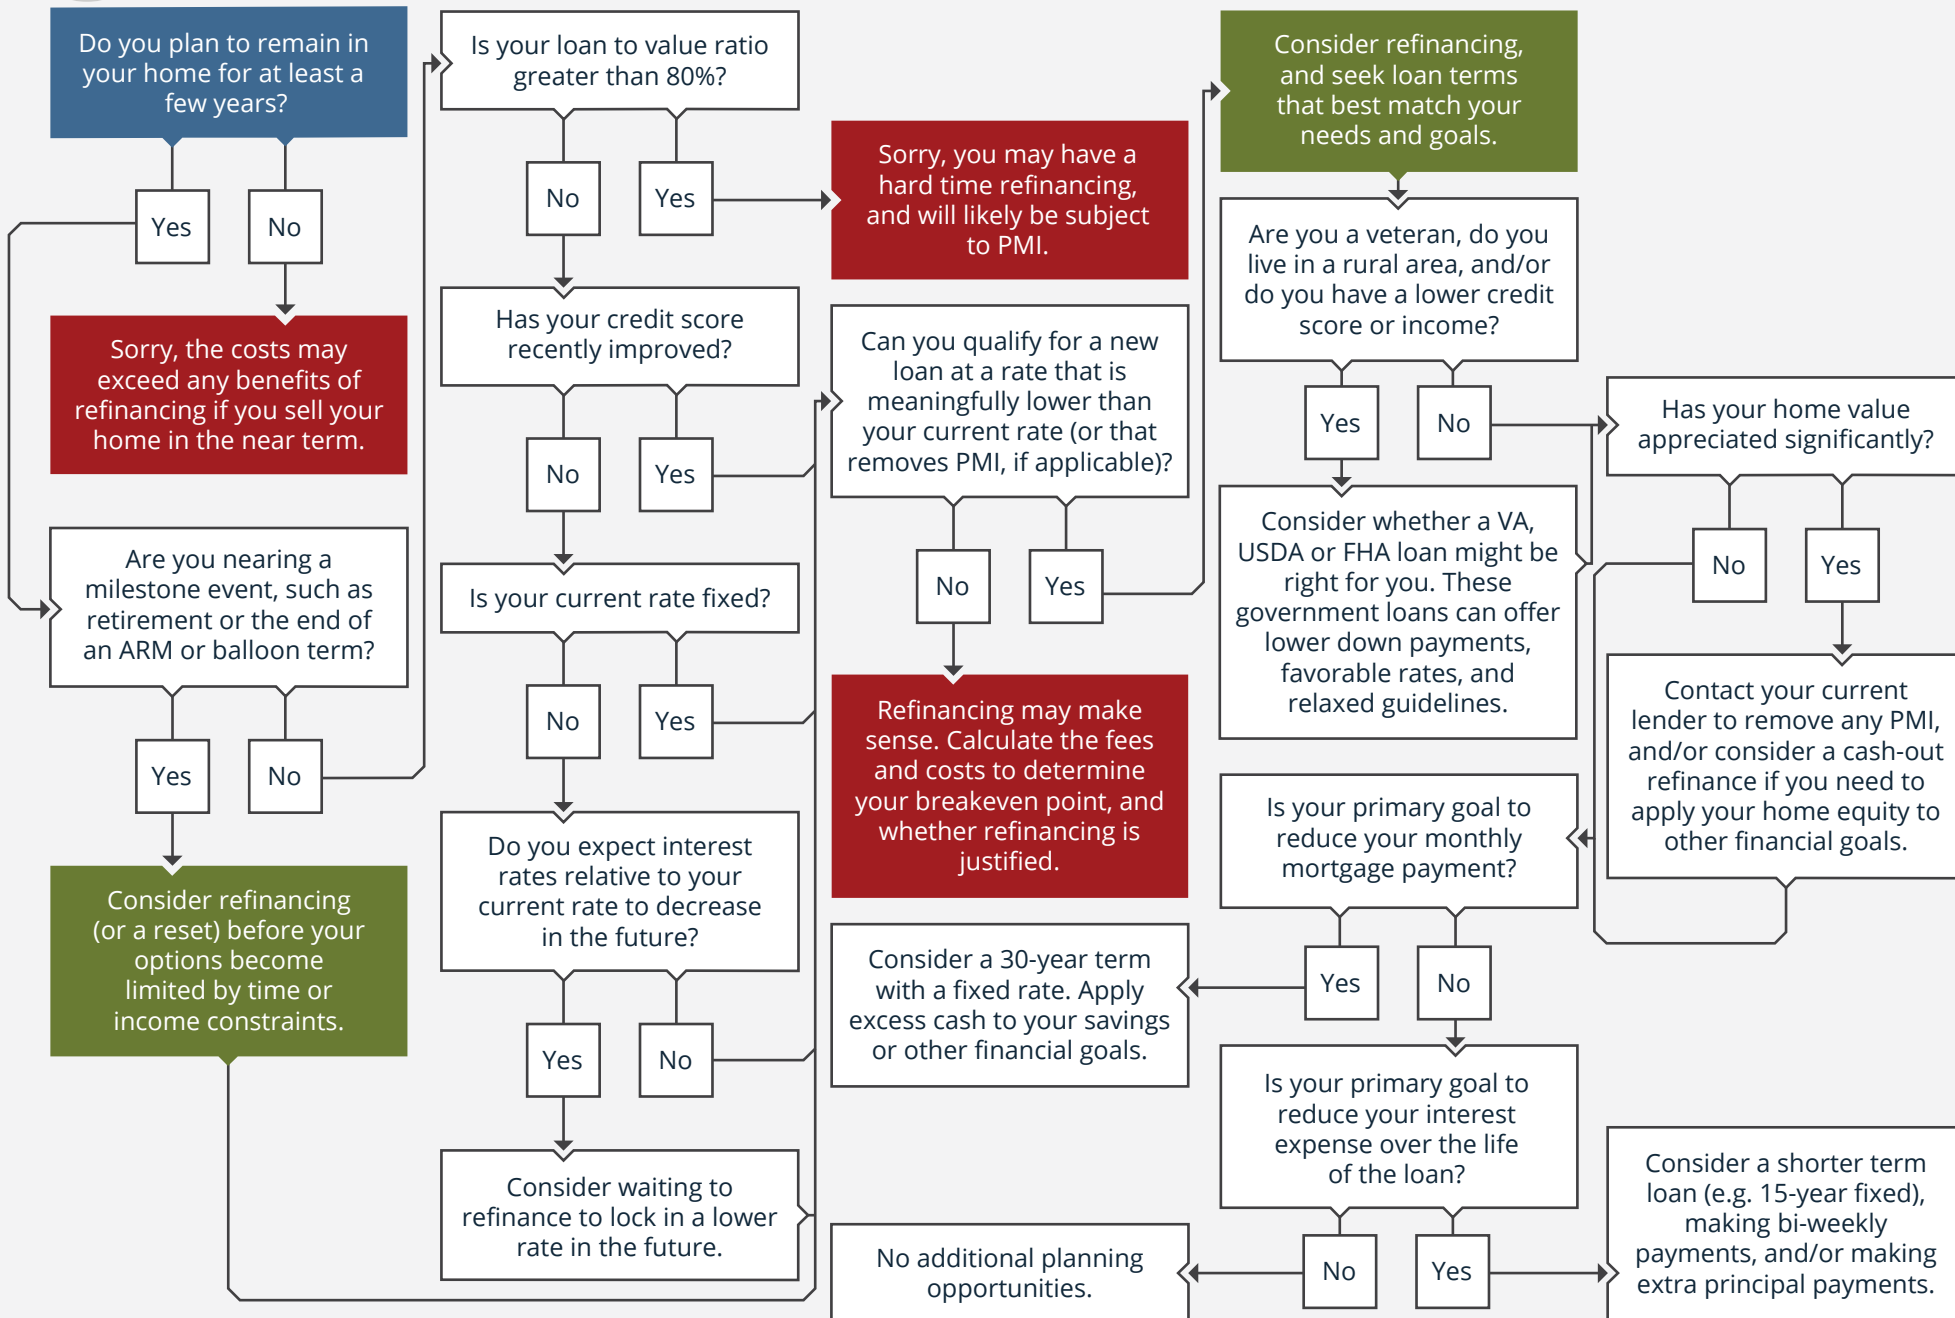 Do you plan to remain in
your home for at least a
few years?
Yes
No
Sorry, the costs may
exceed any benefits of
refinancing if you sell your
home in the near term.
Are you nearing a
milestone event, such as
retirement or the end of
an ARM or balloon term?
Yes
No
Consider refinancing
(or a reset) before your
options become
limited by time or
income constraints.
Is your loan to value ratio
greater than 80%?
No
Yes
Sorry, you may have a
hard time refinancing,
and will likely be subject
to PMI.
Has your credit score
recently improved?
No
Yes
Is your current rate fixed?
No
Yes
Do you expect interest
rates relative to your
current rate to decrease
in the future?
Yes
No
Consider waiting to
refinance to lock in a lower
rate in the future.
Can you qualify for a new
loan at a rate that is
meaningfully lower than
your current rate (or that
removes PMI, if applicable)?
No
Yes
Refinancing may make
sense. Calculate the fees
and costs to determine
your breakeven point, and
whether refinancing is
justified.
Consider refinancing,
and seek loan terms
that best match your
needs and goals.
Are you a veteran, do you
live in a rural area, and/or
do you have a lower credit
score or income?
Yes
No
Consider whether a VA,
USDA or FHA loan might be
right for you. These
government loans can offer
lower down payments,
favorable rates, and
relaxed guidelines.
Has your home value
appreciated significantly?
No
Yes
Contact your current
lender to remove any PMI,
and/or consider a cash-out
refinance if you need to
apply your home equity to
other financial goals.
Is your primary goal to
reduce your monthly
mortgage payment?
Yes
No
Consider a 30-year term
with a fixed rate. Apply
excess cash to your savings
or other financial goals.
Is your primary goal to
reduce your interest
expense over the life
of the loan?
No
Yes
No additional planning
opportunities.
Consider a shorter term
loan (e.g. 15-year fixed),
making bi-weekly
payments, and/or making
extra principal payments.